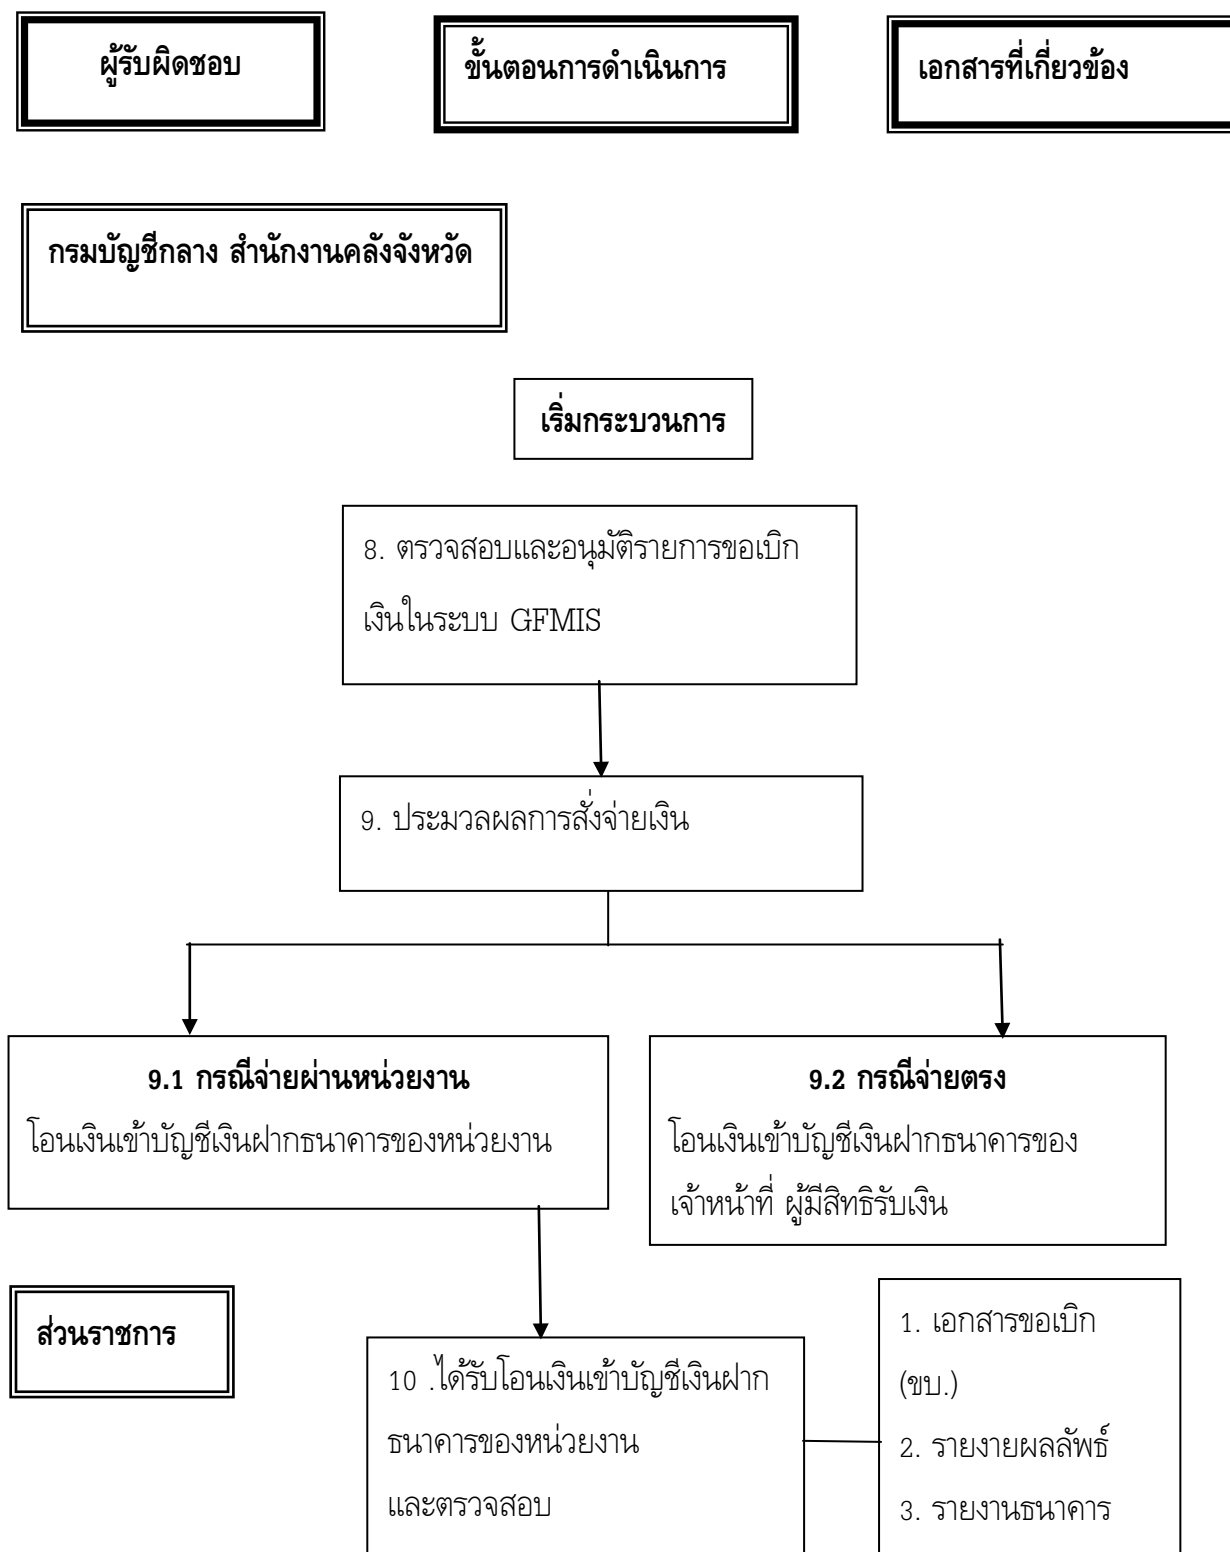 ผู้รับผิดชอบ
ขั้นตอนการดำเนินการ
เอกสารที่เกี่ยวข้อง
กรมบัญชีกลาง สำนักงานคลังจังหวัด
เริ่มกระบวนการ
8. ตรวจสอบและอนุมัติรายการขอเบิก
เงินในระบบ GFMIS
9. ประมวลผลการสั่งจ่ายเงิน
9.1 กรณีจ่ายผ่านหน่วยงาน
โอนเงินเข้าบัญชีเงินฝากธนาคารของหน่วยงาน
9.2 กรณีจ่ายตรง
โอนเงินเข้าบัญชีเงินฝากธนาคารของ
เจ้าหน้าที่ ผู้มีสิทธิรับเงิน
ส่วนราชการ
10 .ได้รับโอนเงินเข้าบัญชีเงินฝาก
ธนาคารของหน่วยงาน
และตรวจสอบ
1. เอกสารขอเบิก
(ขบ.)
2. รายงายผลลัพธ์
3. รายงานธนาคาร